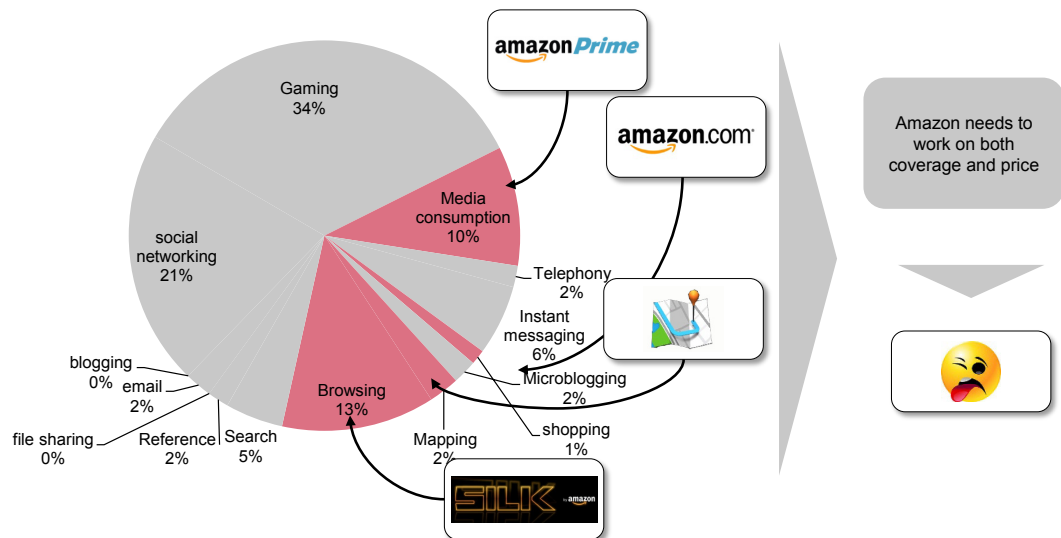 amazonPrime
Gaming
34%
amazon.com®
Amazon needs to
work on both
coverage and price
Media
consumption
10%
social
networking
21%
Telephony
2%
Instant
messaging
6%
blogging
0%
email
2%
Browsing
13%
Microblogging
2%
file sharing
0%
Reference
2%
Search
5%
Mapping
2%
shopping
1%
SILK by amazon